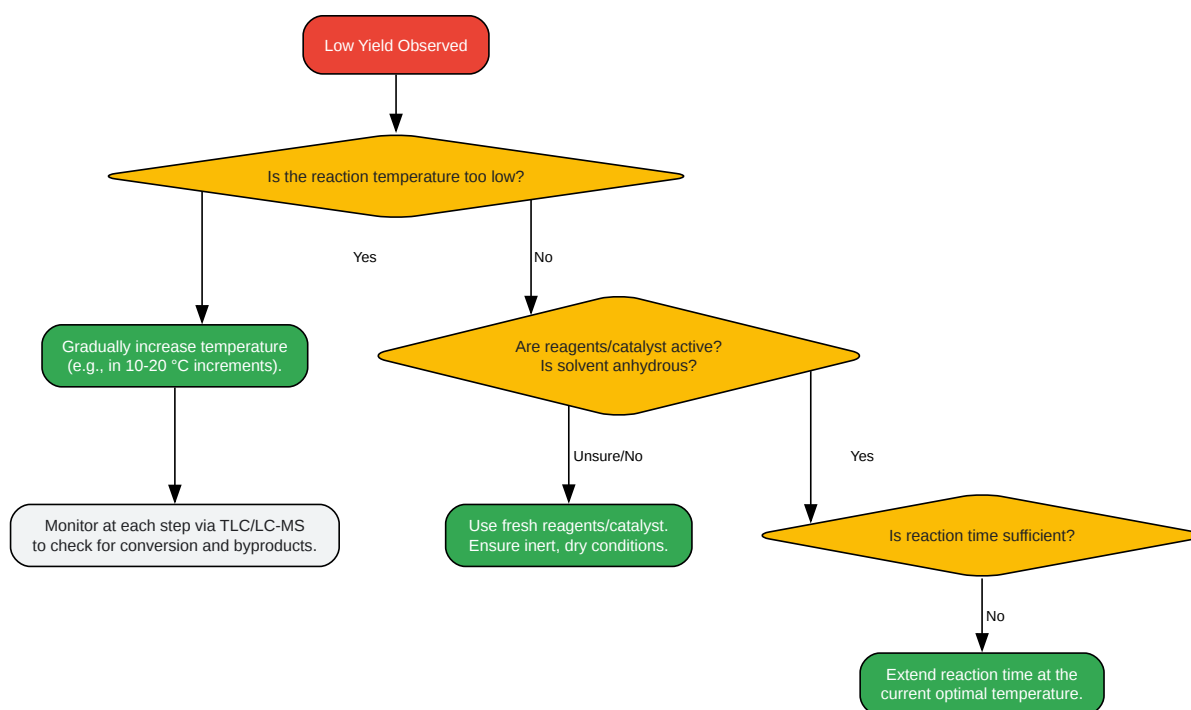 Low Yield Observed
Is the reaction temperature too low?
Yes
No
Gradually increase temperature
(e.g., in 10-20 °C increments).
Are reagents/catalyst active?
Is solvent anhydrous?
Unsure/No
Yes
Monitor at each step via TLC/LC-MS
to check for conversion and byproducts.
Use fresh reagents/catalyst.
Ensure inert, dry conditions.
Is reaction time sufficient?
No
Extend reaction time at the
current optimal temperature.